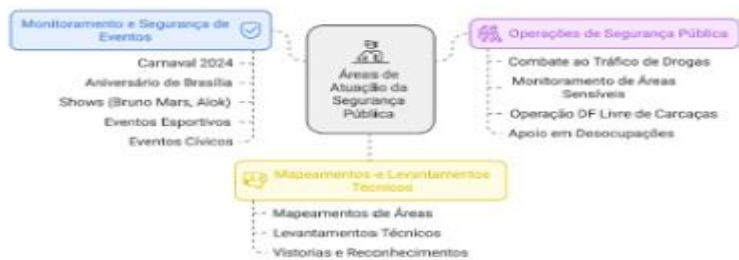 Monitoramento e Segurança de
Eventos
Carnaval 2024
Aniversário de Brasília
Shows (Bruno Mars, Alok)
Eventos Esportivos
Eventos Cívicos
Áreas de
Atuação da
Segurança
Pública
Operações de Segurança Pública
Combate ao Tráfico de Drogas
Monitoramento de Áreas
Sensíveis
Operação DF Livre de Carcaças
Apoio em Desocupações
Mapeamentos e Levantamentos
Técnicos
Mapeamentos de Áreas
Levantamentos Técnicos
Vistorias e Reconhecimentos